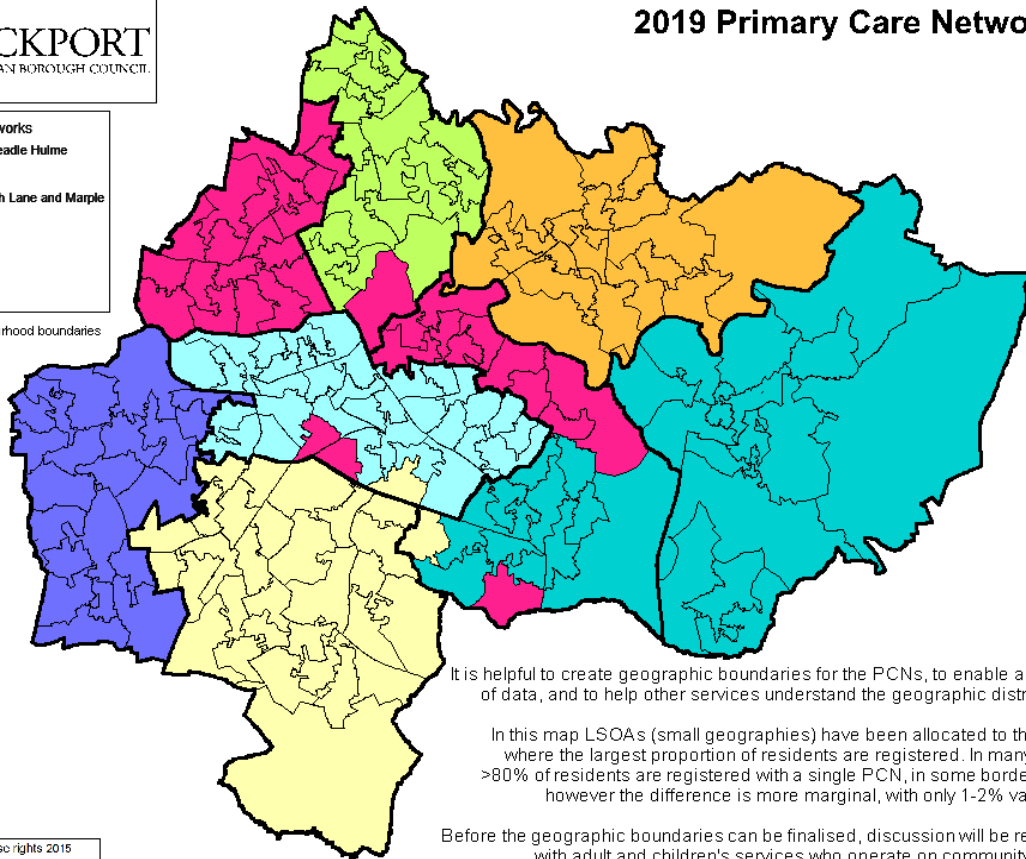 2019 Primary Care Netwo
CKPORT
AN BOROUGH COUNCIL
works
eadle Hulme
h Lane and Marple
rhood boundaries
It is helpful to create geographic boundaries for the PCNs, to enable a
of data, and to help other services understand the geographic distr
In this map LSOAs (small geographies) have been allocated to th
where the largest proportion of residents are registered. In many
>80% of residents are registered with a single PCN, in some borde
however the difference is more marginal, with only 1-2% va
Before the geographic boundaries can be finalised, discussion will be re
with adult and children's services who operate on community
se rights 2015